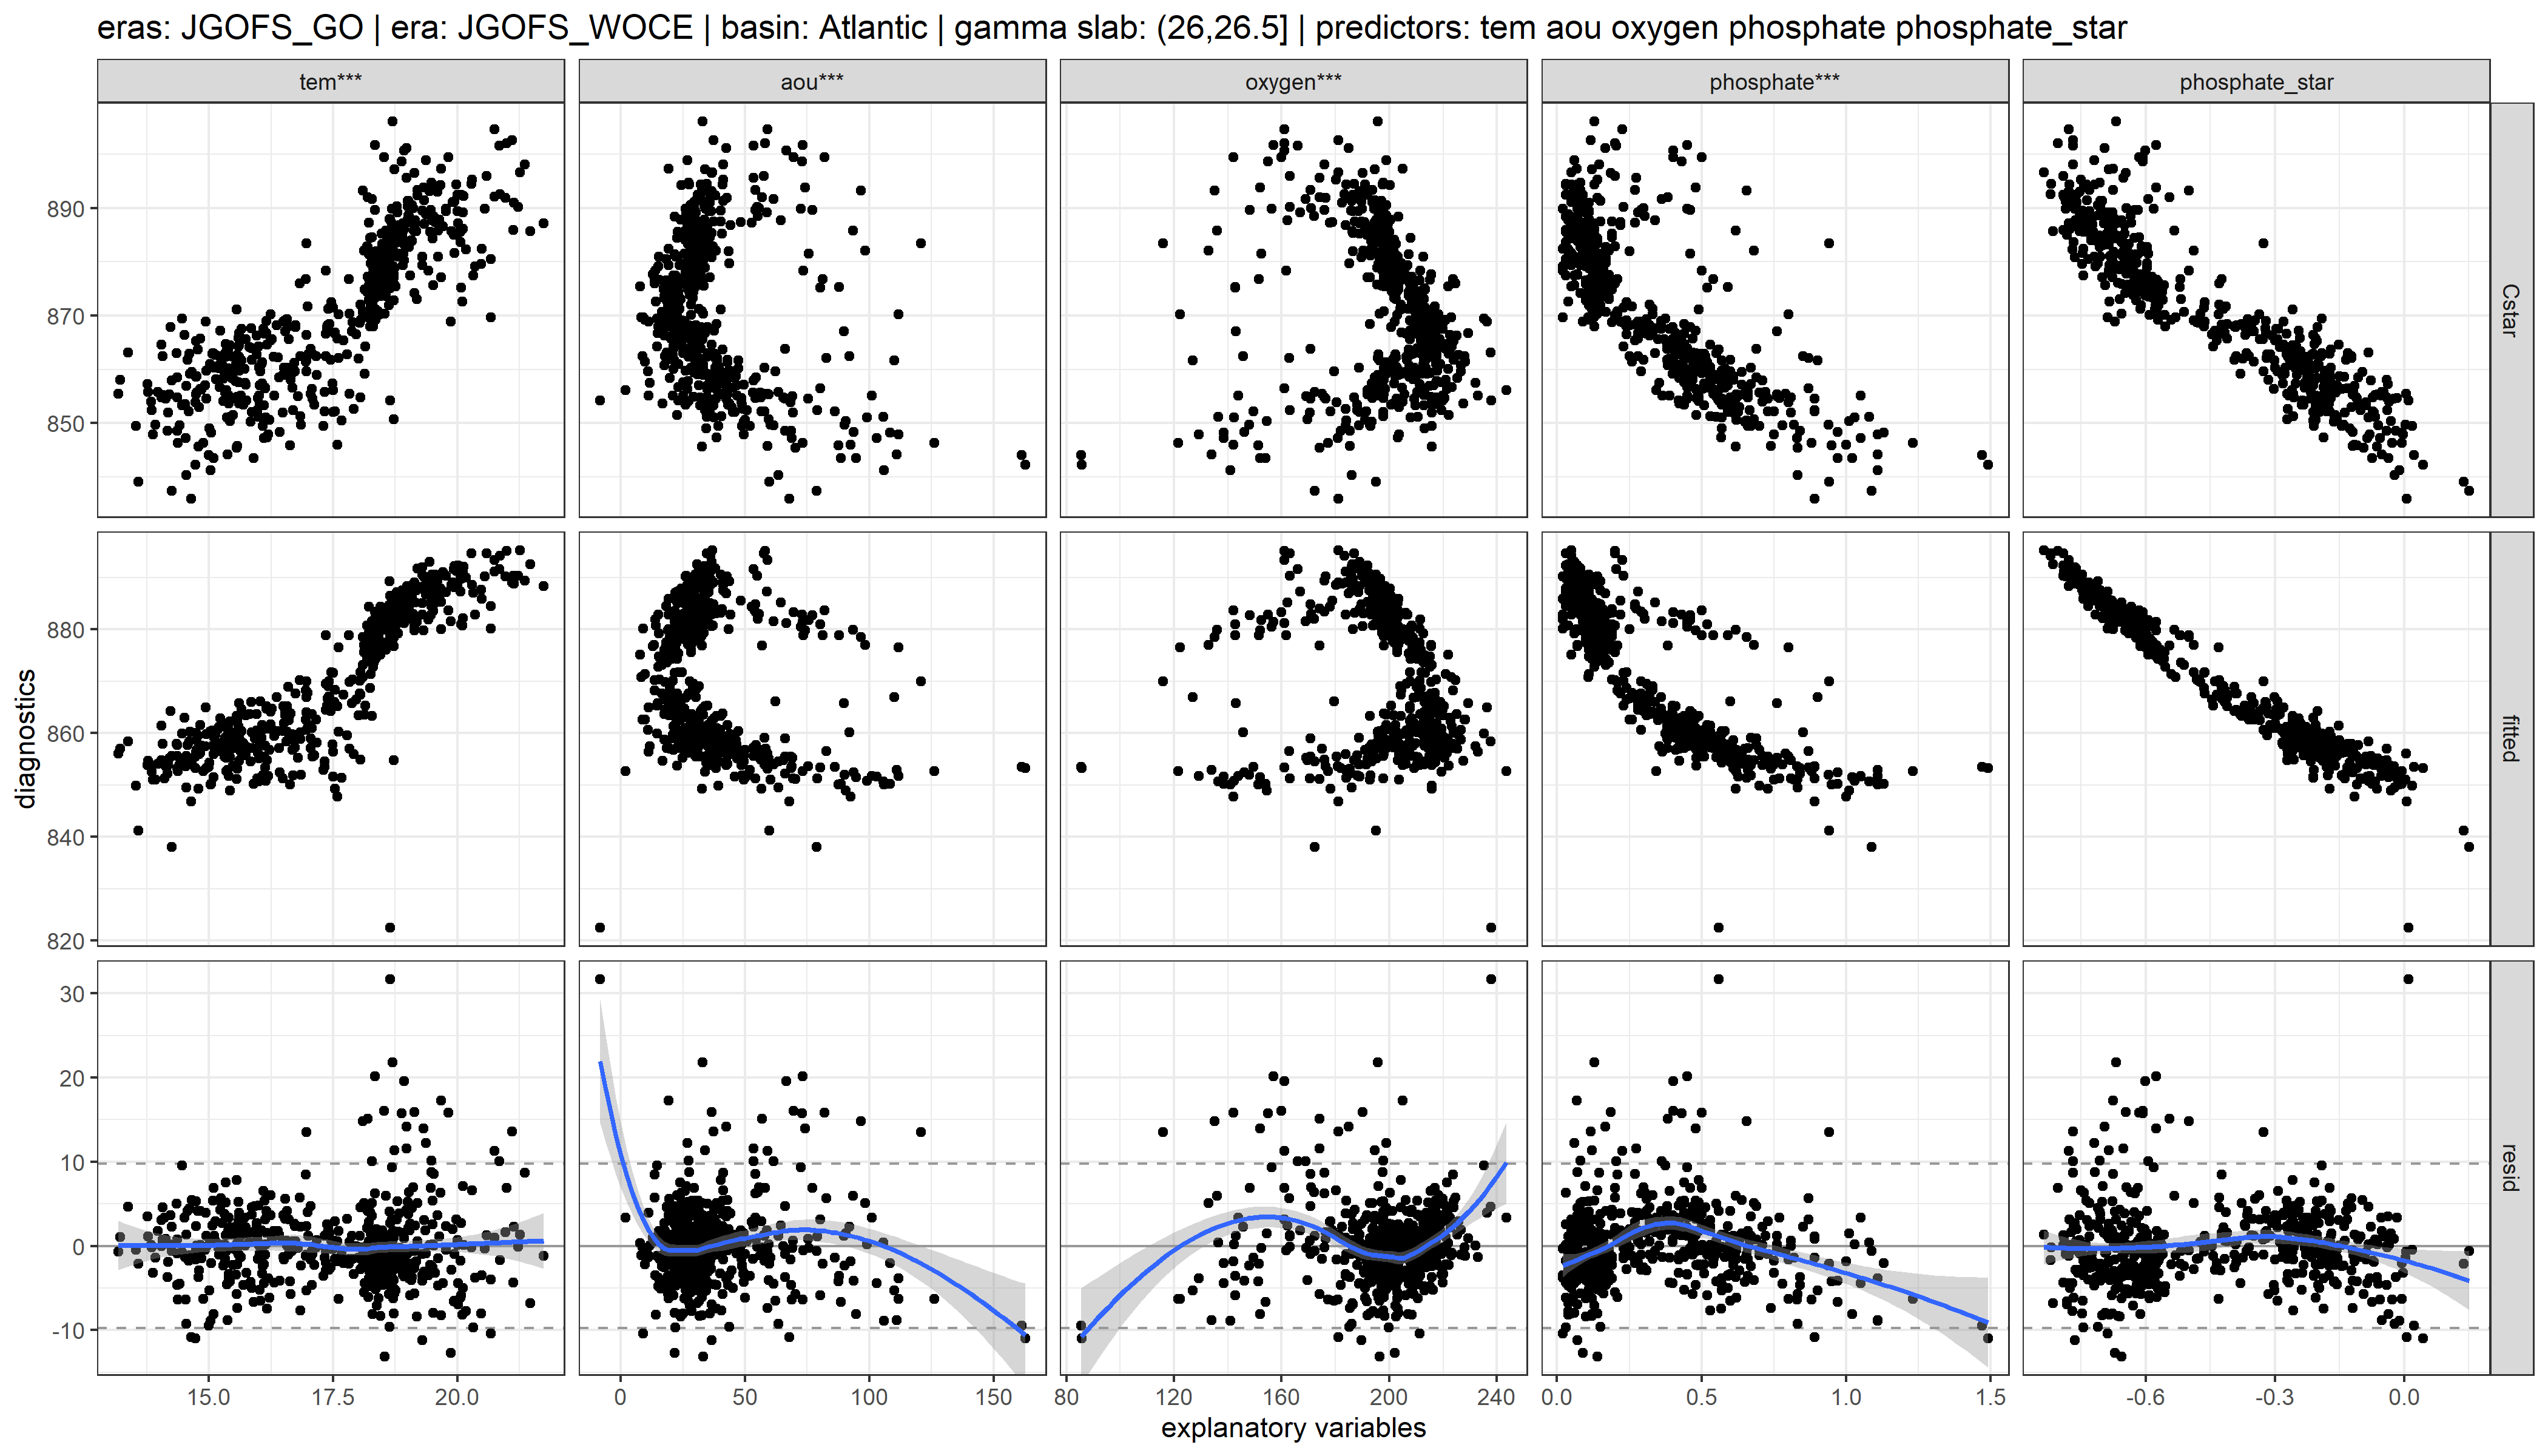 eras: JGOFS_GO | era: JGOFS_WOCE | basin: Atlantic | gamma slab: (26,26.5] | predictors: tem aou oxygen phosphate phosphate_star
tem*** aou*** oxygen*** phosphate*** phosphate_star
890
870
850
Cstar
880
860
840
820
fitted
diagnostics
30
20
10
0
-10
resid
15.0 17.5 20.0 0 50 100 150 80 120 160 200 240 0.0 0.5 1.0 1.5 -0.6 -0.3 0.0
explanatory variables